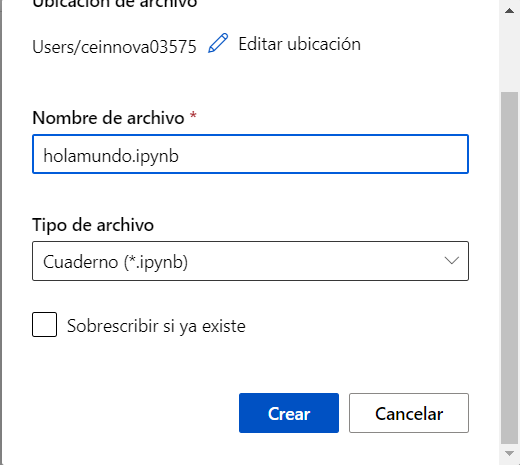 Ubicación de archivo
Users/ceinnova03575 Editar ubicación
Nombre de archivo *
holamundo.ipynb
Tipo de archivo
Cuaderno (*.ipynb)
Sobrescribir si ya existe
Crear Cancelar